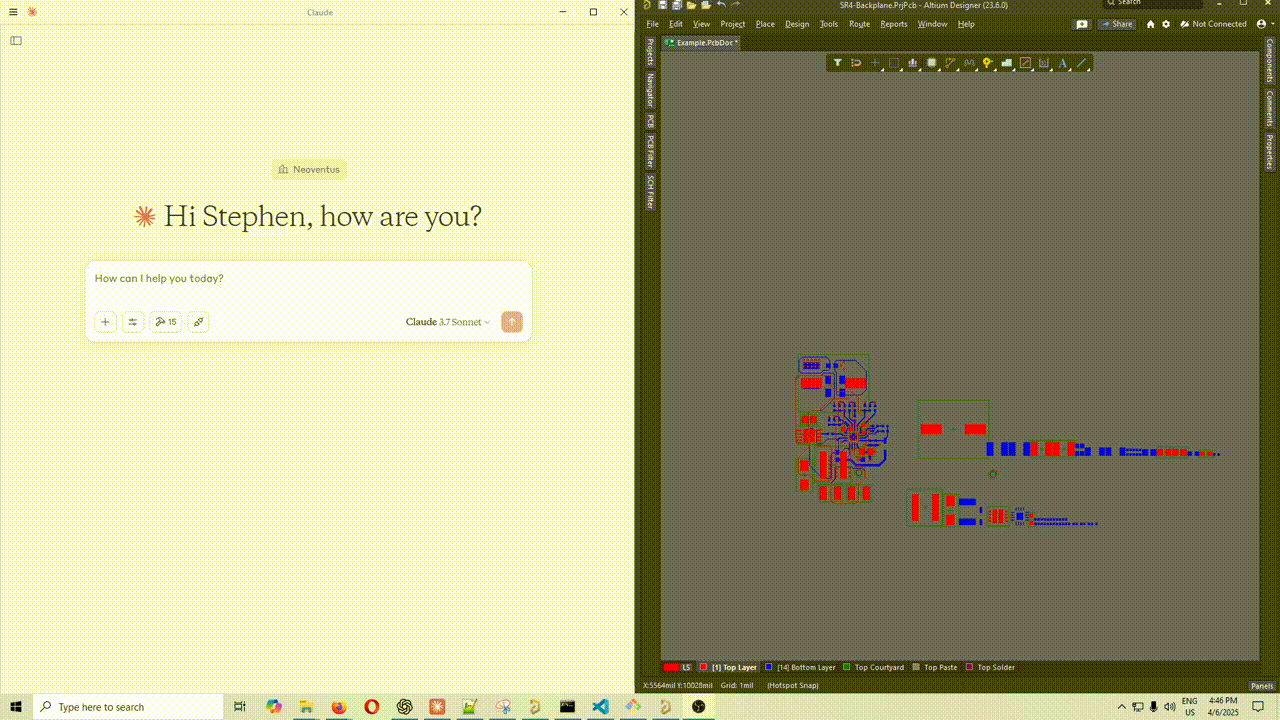 Claude
Neoventus
Hi Stephen, how are you?
How can I help you today?
15
Claude 3.7 Sonnet
SR4-Backplane.PrjPcb - Altium Designer (23.6.0)
Search
File Edit View Project Place Design Tools Route Reports Window Help
Share
Not Connected
Example.PcbDoc *
Projects
Navigator
PCB
PCB Filter
SCH Filter
Components
Comments
Properties
LS
[1] Top Layer
[14] Bottom Layer
Top Courtyard
Top Paste
Top Solder
X:5564mil Y:10028mil Grid: 1mil (Hotspot Snap)
Panels
Type here to search
ENG
US
4:46 PM
4/6/2025